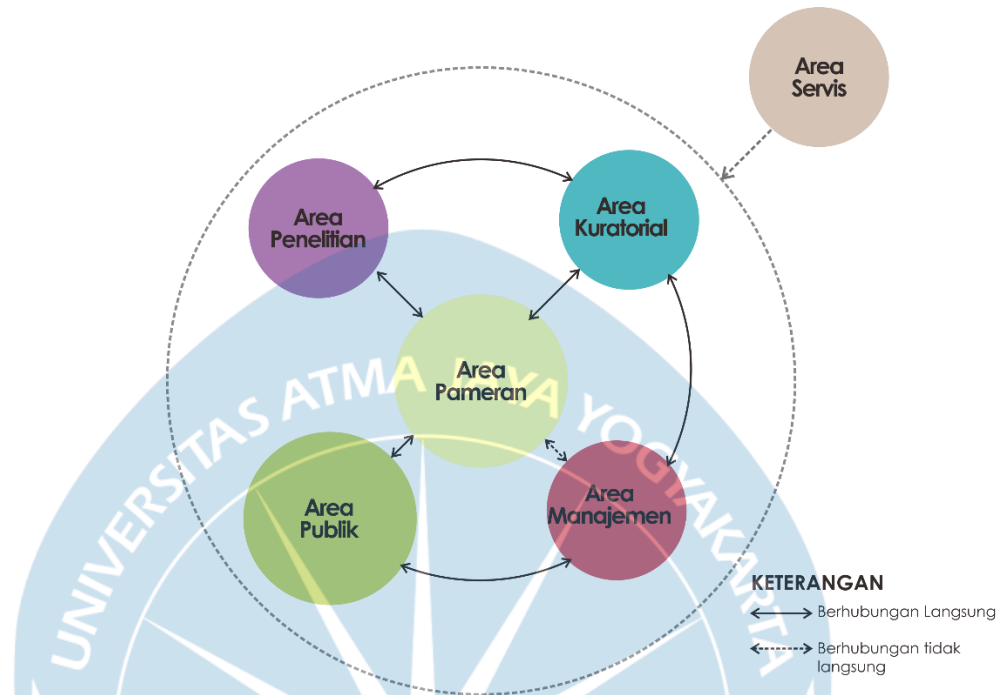 Area
Servis
Area
Penelitian
Area
Kuratorial
Area
Pameran
UNIVERSITAS ATMA JAYA YOGYAKARTA
Area
Publik
Area
Manajemen
KETERANGAN
Berhubungan Langsung
Berhubungan tidak
langsung